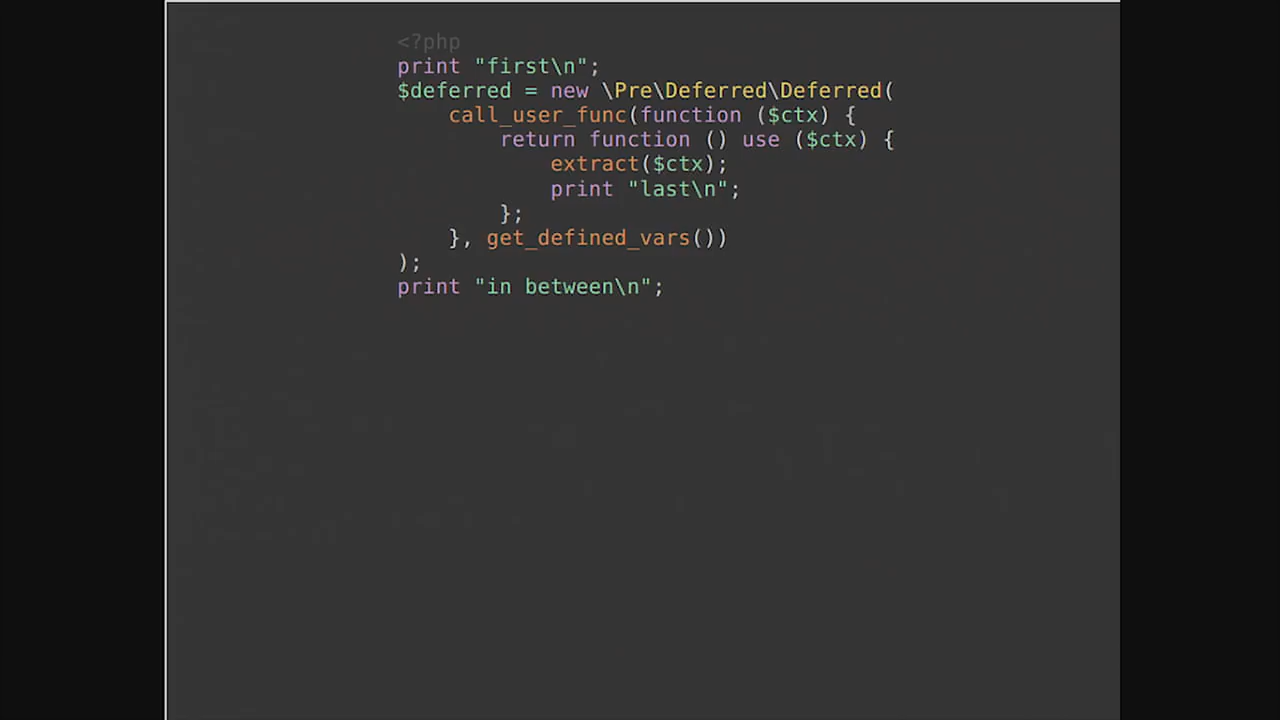 <?php
print "first\n";
$deferred = new \Pre\Deferred\Deferred(
    call_user_func(function ($ctx) {
        return function () use ($ctx) {
            extract($ctx);
            print "last\n";
        };
    }, get_defined_vars())
);
print "in between\n";